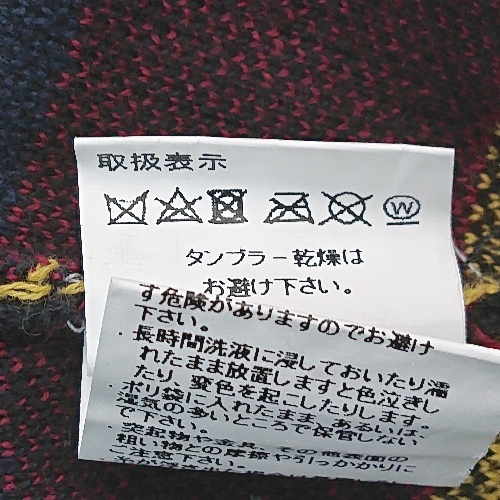 取扱表示
W
タンブラー乾燥は
お避け下さい。
す危険がありますのでお避け
下さい。
・長時間洗液に浸しておいたり濡
れたまま放置しますと色泣きし
たり、変色を起こしたりします。
・ポリ袋に入れたまま、あるいは、
湿気の多いところで保管しない
で下さい。
・突起物や金具、その他表面の
粗い物との摩擦や引っかかりに
ご注意下さい。